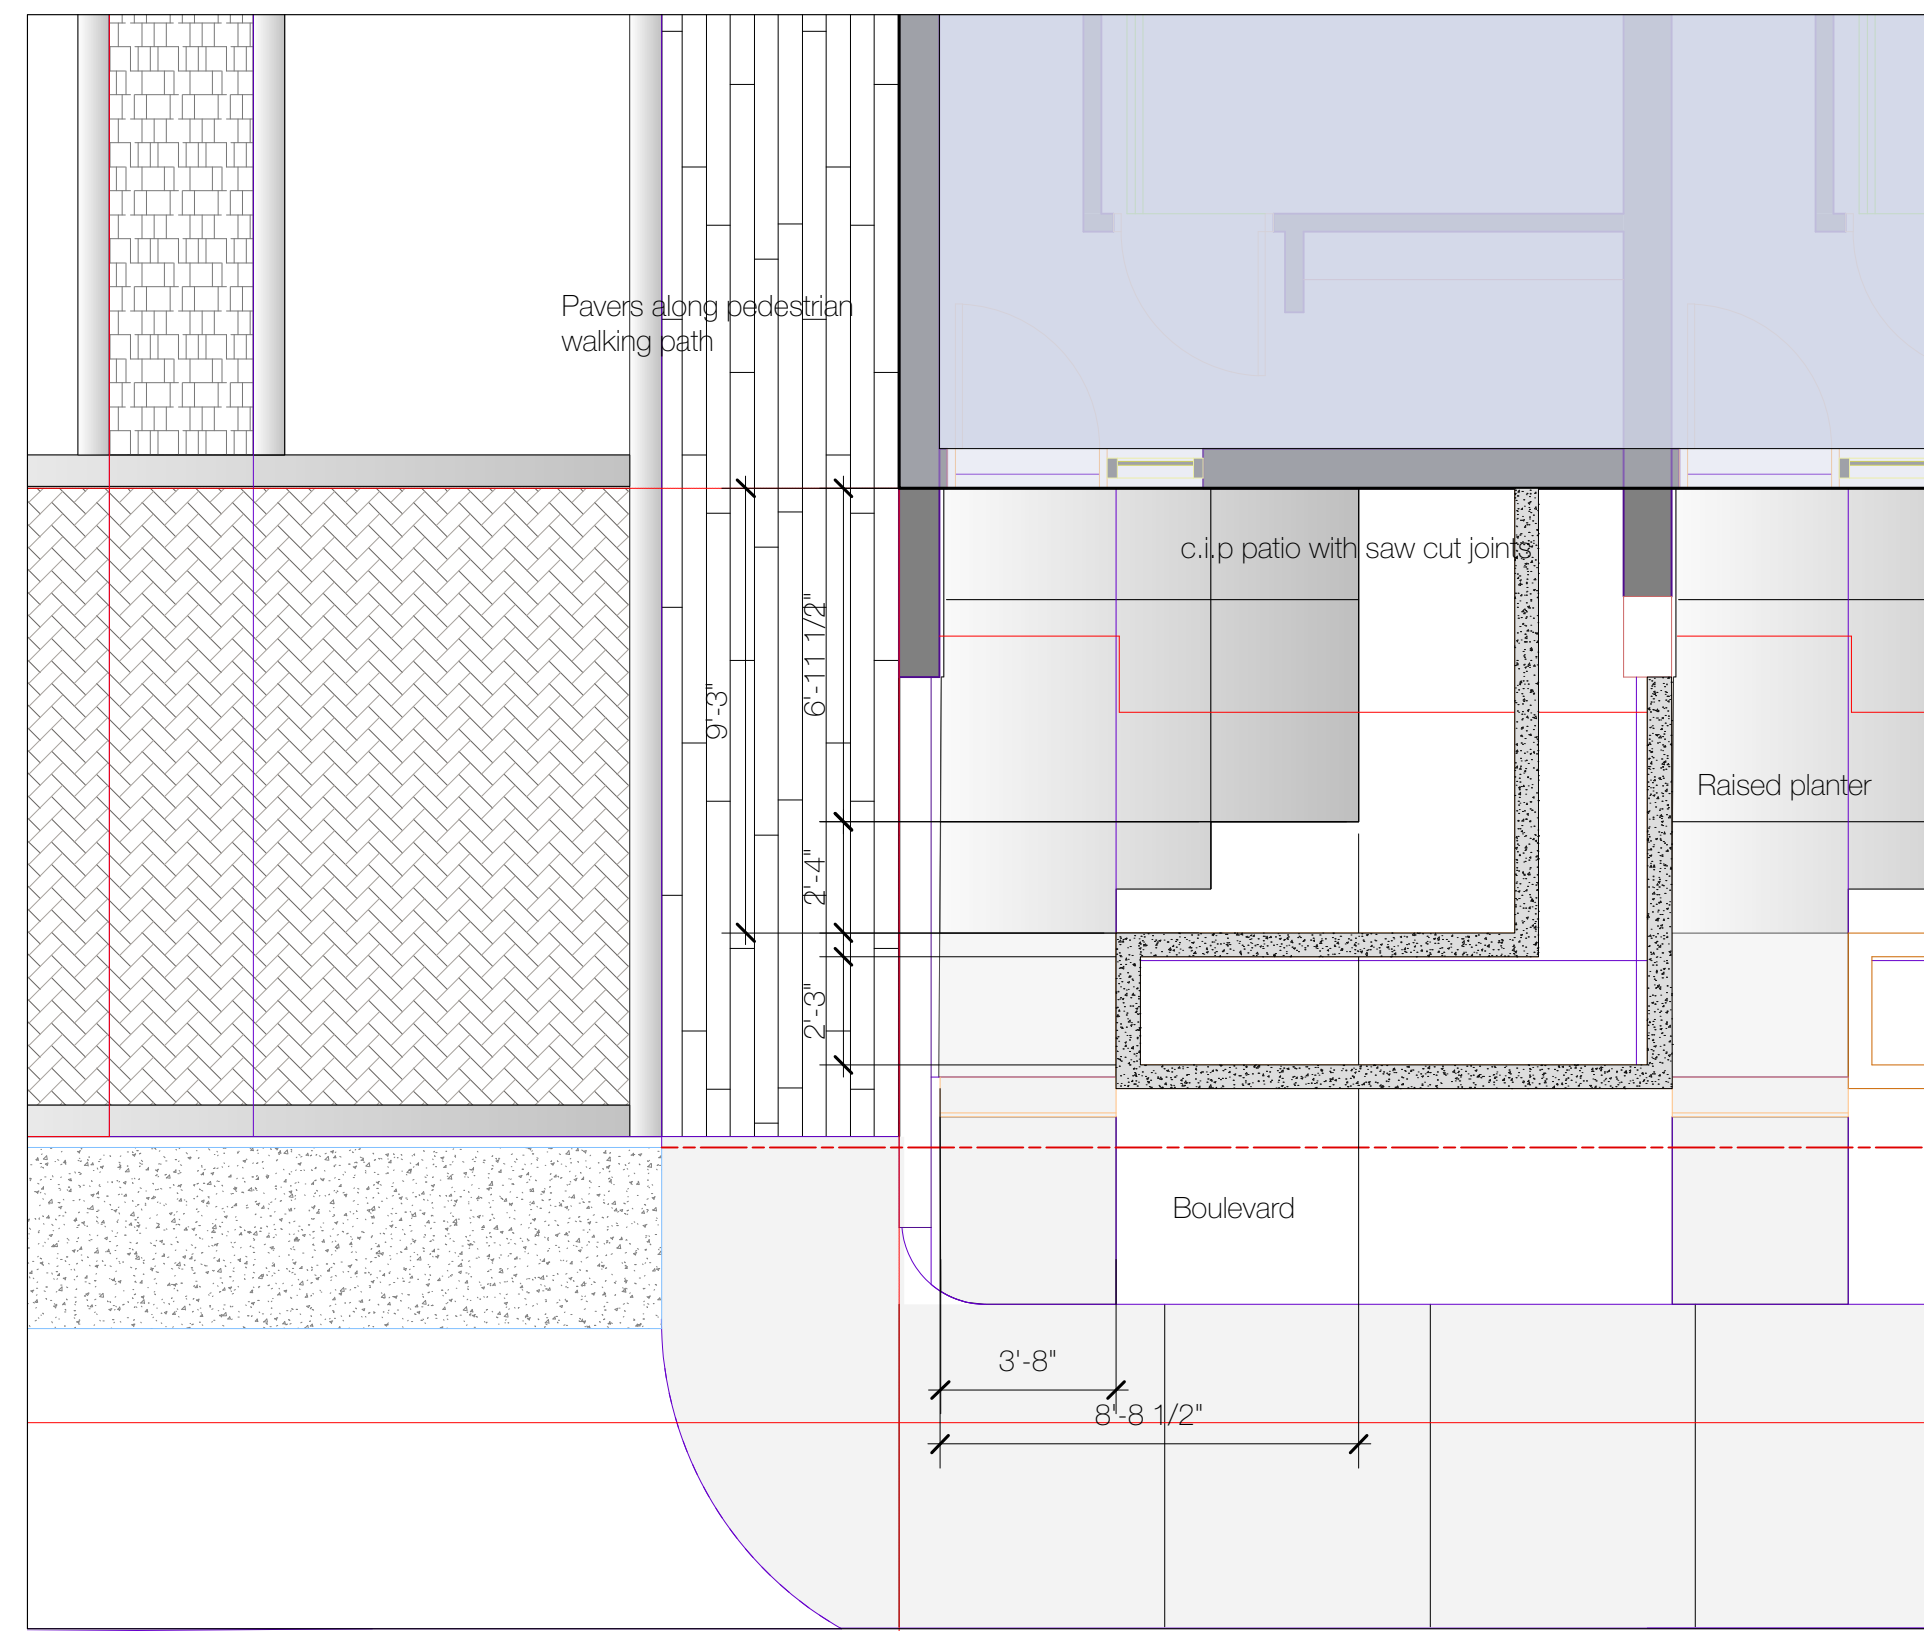 Pavers along pedestrian
walking path
c.i.p patio with saw cut joints
6'-11 1/2"
9'-3"
Raised planter
2'-4"
2'-3"
Boulevard
3'-8"
8'-8 1/2"